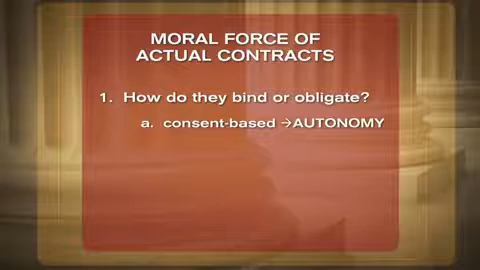 MORAL FORCE OF
ACTUAL CONTRACTS
1. How do they bind or obligate?
a. consent-based →AUTONOMY